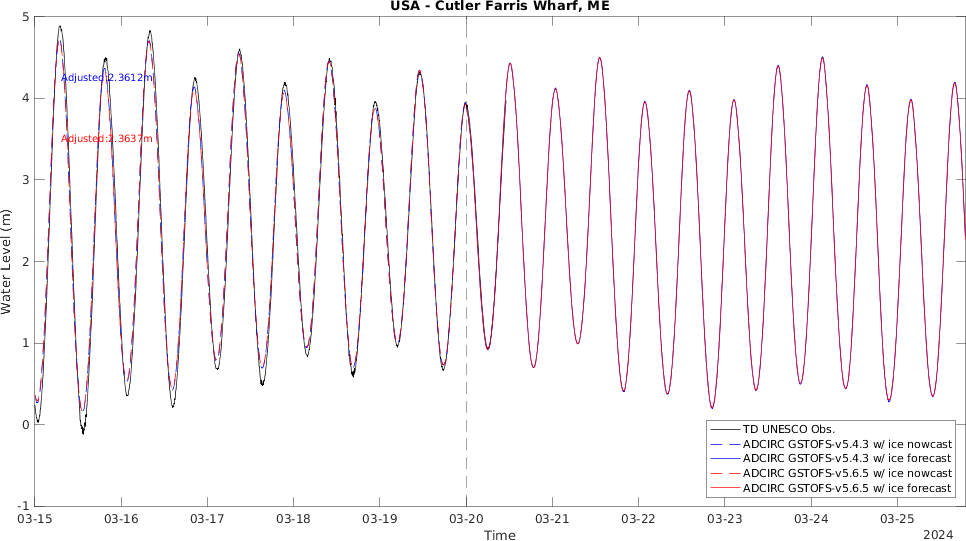 USA - Cutler Farris Wharf, ME
5
4
3
2
1
0
-1
Water Level (m)
Adjusted:2.3612m
Adjusted:2.3637m
TD UNESCO Obs.
ADCIRC GSTOFS-v5.4.3 w/ ice nowcast
ADCIRC GSTOFS-v5.4.3 w/ ice forecast
ADCIRC GSTOFS-v5.6.5 w/ ice nowcast
ADCIRC GSTOFS-v5.6.5 w/ ice forecast
03-15 03-16 03-17 03-18 03-19 03-20 03-21 03-22 03-23 03-24 03-25
Time
2024